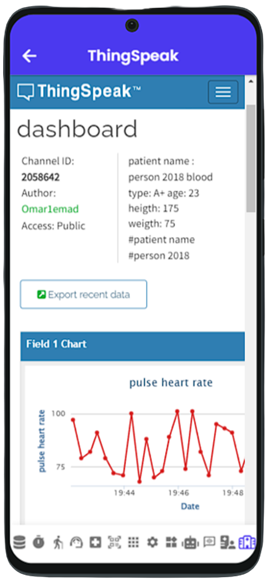 ThingSpeak
ThingSpeak™
dashboard
Channel ID:
2058642
Author:
Omar1emad
Access: Public
patient name :
person 2018 blood
type: A+ age: 23
heigth: 175
weigth: 75
#patient name
#person 2018
Export recent data
Field 1 Chart
pulse heart rate
pulse heart rate
100
75
19:44
19:46
19:48
Date